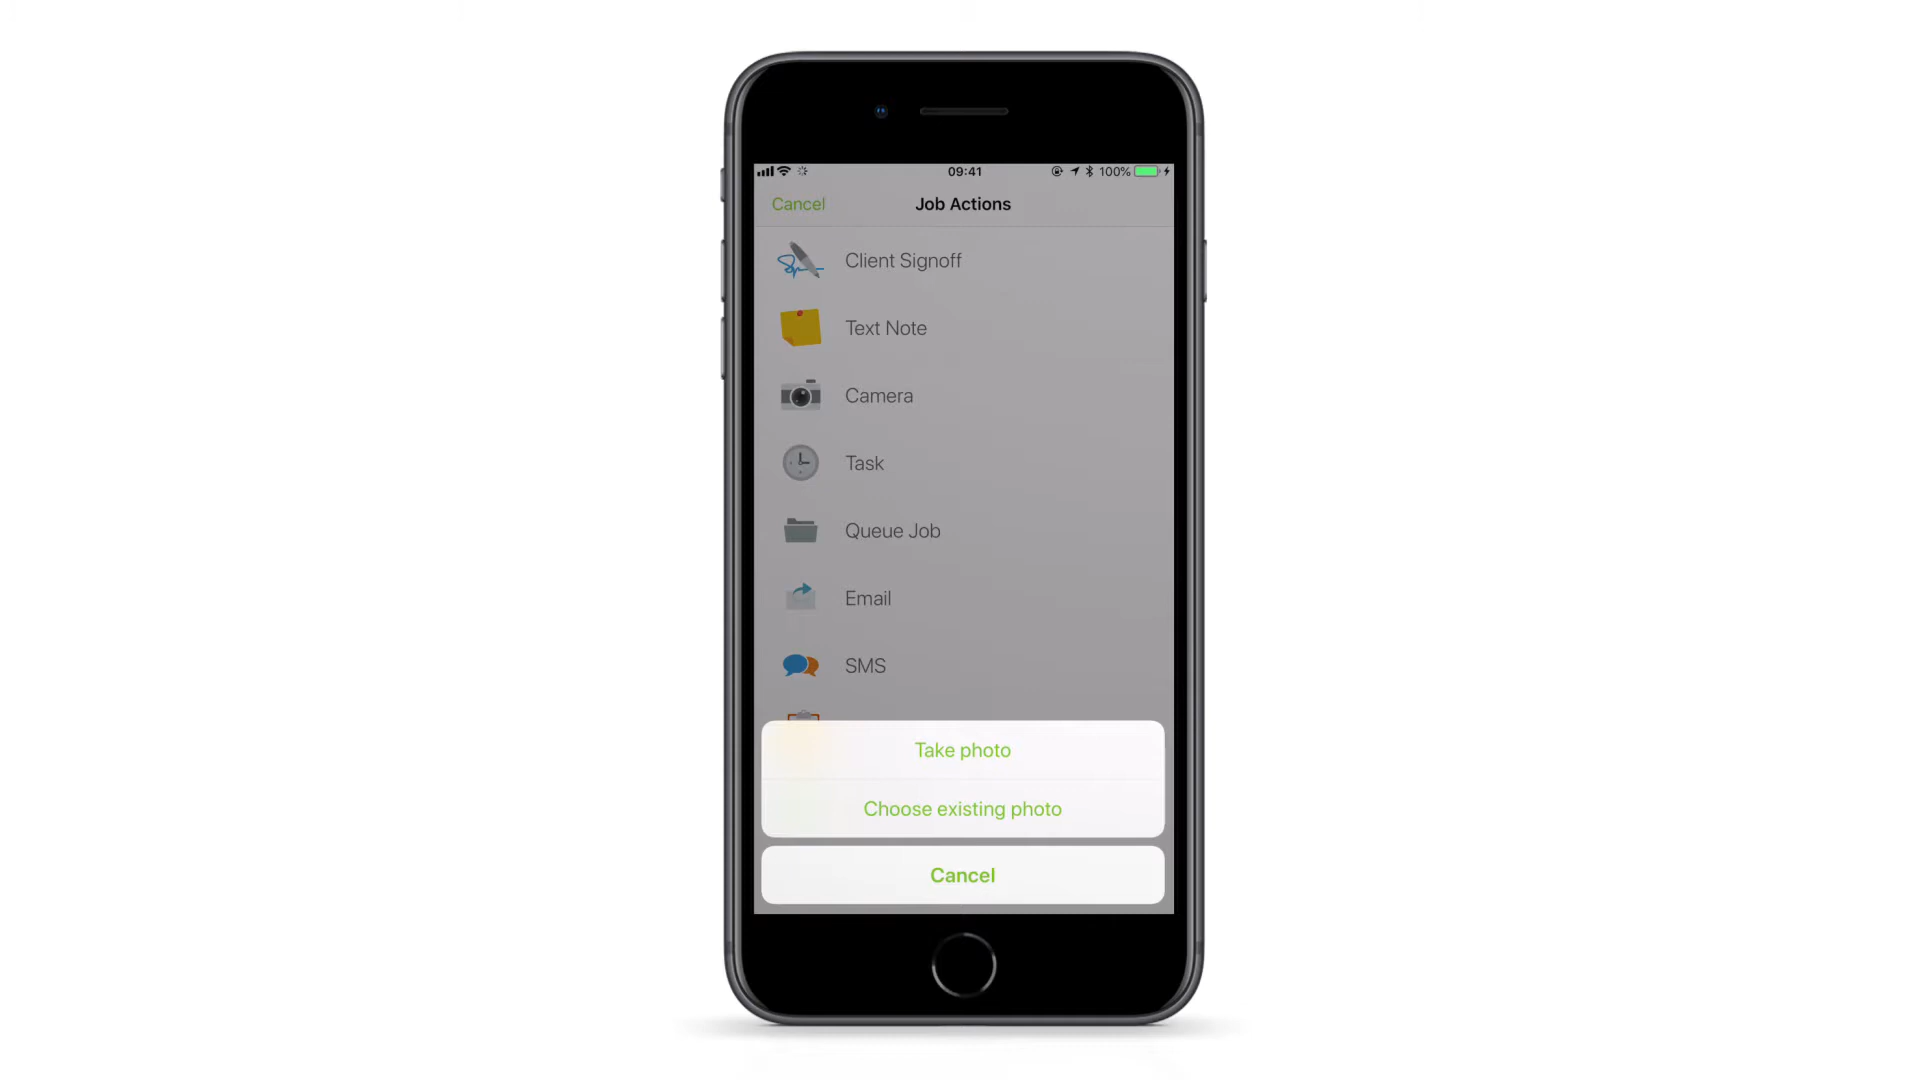 09:41
100%
Cancel
Job Actions
Client Signoff
Text Note
Camera
Task
Queue Job
Email
SMS
Take photo
Choose existing photo
Cancel